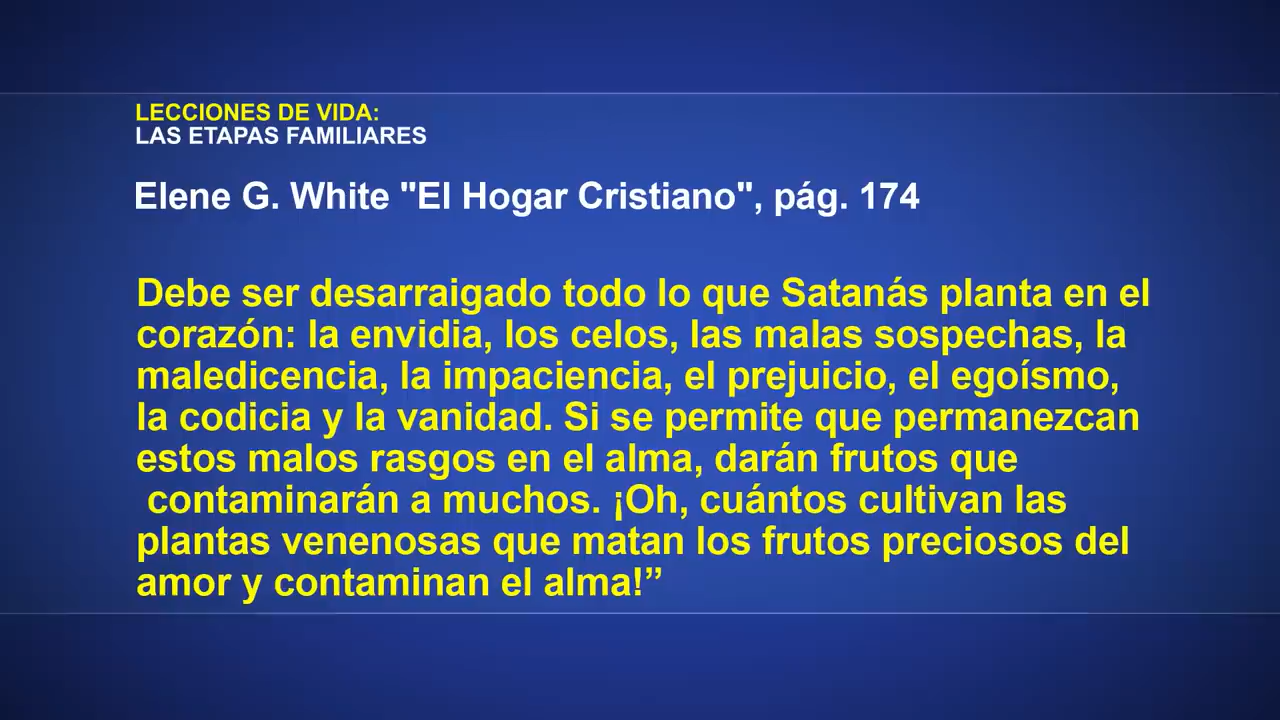 LECCIONES DE VIDA:
LAS ETAPAS FAMILIARES
Elene G. White "El Hogar Cristiano", pág. 174
Debe ser desarraigado todo lo que Satanás planta en el
corazón: la envidia, los celos, las malas sospechas, la
maledicencia, la impaciencia, el prejuicio, el egoísmo,
la codicia y la vanidad. Si se permite que permanezcan
estos malos rasgos en el alma, darán frutos que
contaminarán a muchos. ¡Oh, cuántos cultivan las
plantas venenosas que matan los frutos preciosos del
amor y contaminan el alma!”